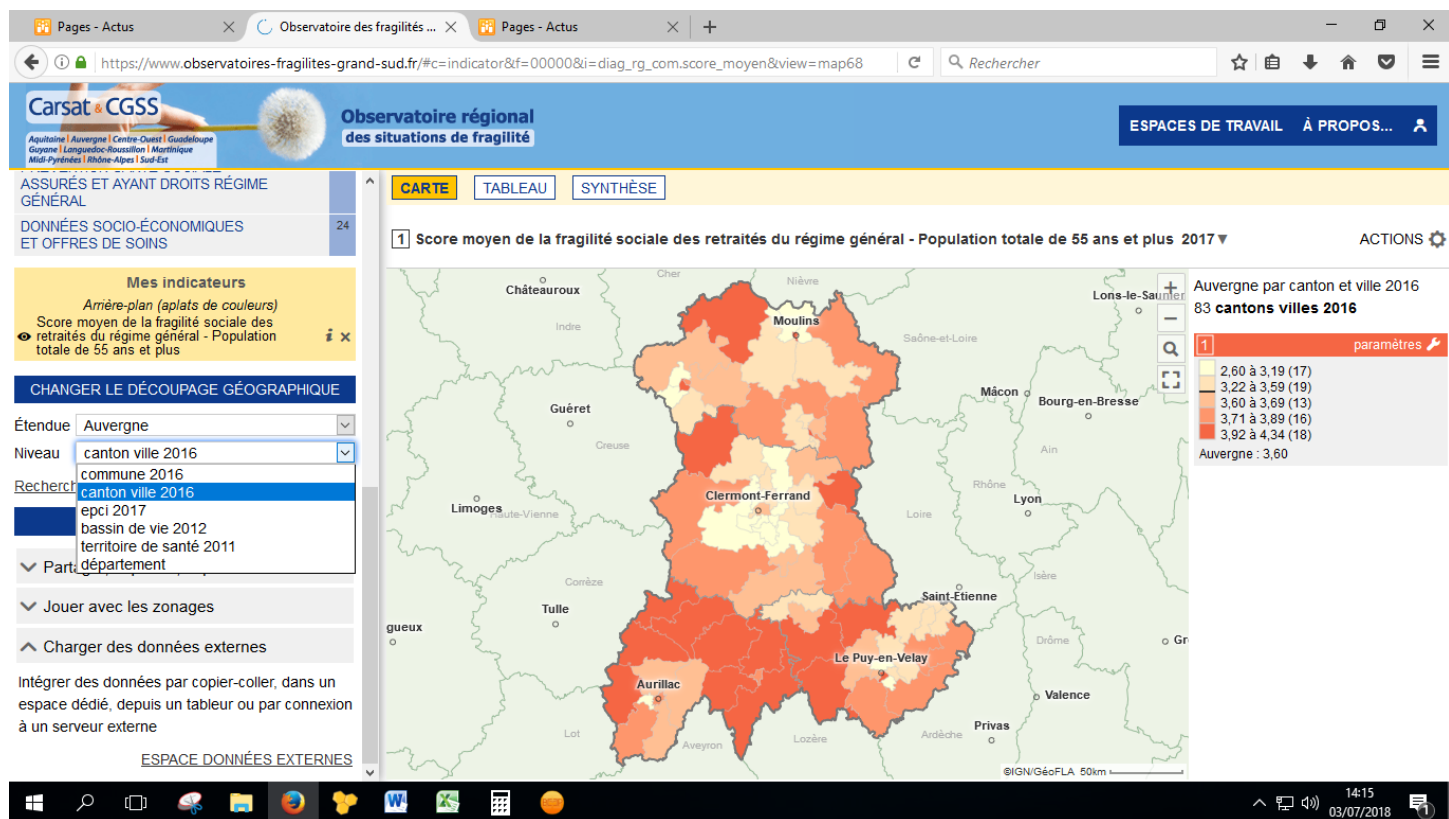 Pages - Actus
Observatoire des fragilités ...
Pages - Actus
https://www.observatoires-fragilites-grand-sud.fr/#c=indicator&f=00000&i=diag_rg_com.score_moyen&view=map68
Rechercher
Carsat & CGSS
Aquitaine | Auvergne | Centre-Ouest | Guadeloupe
Guyane | Languedoc-Roussillon | Martinique
Midi-Pyrénées | Rhône-Alpes | Sud-Est
Observatoire régional
des situations de fragilité
ESPACES DE TRAVAIL
À PROPOS...
ASSURÉS ET AYANT DROITS RÉGIME
GÉNÉRAL
DONNÉES SOCIO-ÉCONOMIQUES
ET OFFRES DE SOINS
24
Mes indicateurs
Arrière-plan (aplats de couleurs)
Score moyen de la fragilité sociale des
retraités du régime général - Population
totale de 55 ans et plus
i x
CHANGER LE DÉCOUPAGE GÉOGRAPHIQUE
Étendue Auvergne
Niveau canton ville 2016
commune 2016
canton ville 2016
epci 2017
bassin de vie 2012
territoire de santé 2011
département
Recherch
Jouer avec les zonages
Charger des données externes
Intégrer des données par copier-coller, dans un
espace dédié, depuis un tableur ou par connexion
à un serveur externe
ESPACE DONNÉES EXTERNES
CARTE
TABLEAU
SYNTHÈSE
1 Score moyen de la fragilité sociale des retraités du régime général - Population totale de 55 ans et plus 2017
ACTIONS
Cher
Nièvre
Châteauroux
Lons-le-Saunier
Indre
Moulins
Saône-et-Loire
Mâcon
Bourg-en-Bresse
Guéret
Creuse
Ain
Rhône
Clermont-Ferrand
Lyon
Limoges
Haute-Vienne
Loire
Corrèze
Isère
Saint-Étienne
Tulle
gueux
Drôme
Gr
Le Puy-en-Velay
Aurillac
Valence
Privas
Lot
Aveyron
Lozère
Ardèche
©IGN/GéoFLA 50km
Auvergne par canton et ville 2016
83 cantons villes 2016
1
paramètres
2,60 à 3,19 (17)
3,22 à 3,59 (19)
3,60 à 3,69 (13)
3,71 à 3,89 (16)
3,92 à 4,34 (18)
Auvergne : 3,60
14:15
03/07/2018
1